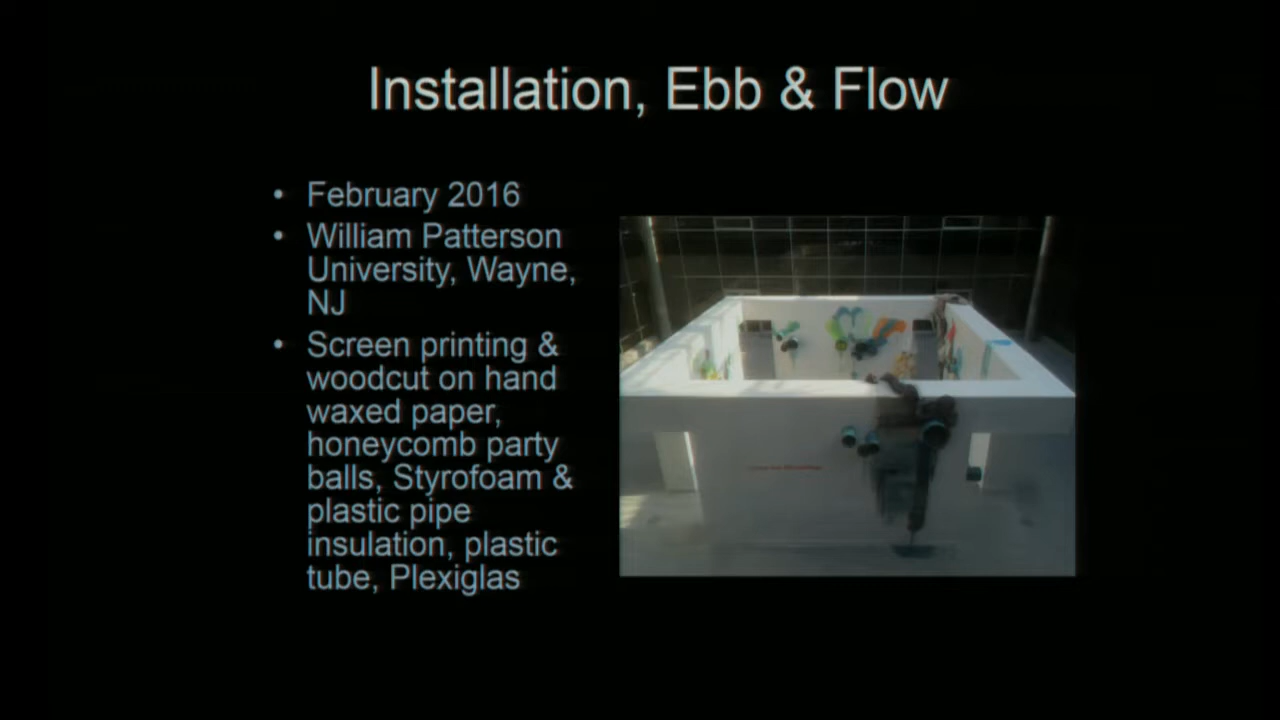 Installation, Ebb & Flow
• February 2016
• William Patterson
University, Wayne,
NJ
• Screen printing &
woodcut on hand
waxed paper,
honeycomb party
balls, Styrofoam &
plastic pipe
insulation, plastic
tube, Plexiglas